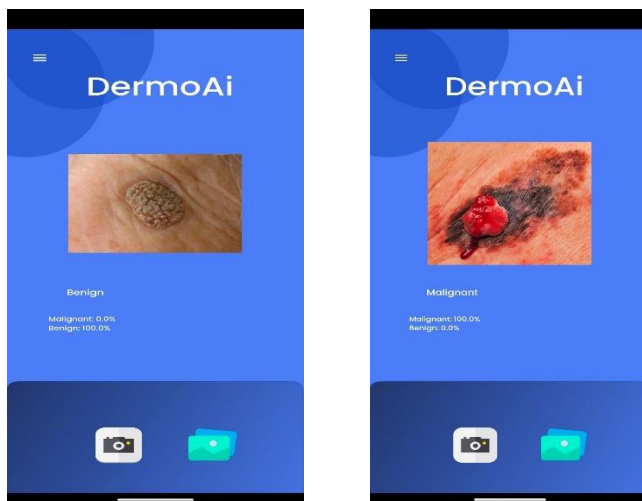 DermoAi
Benign
Malignant: 0.0%
Benign: 100.0%
DermoAi
Malignant
Malignant: 100.0%
Benign: 0.0%